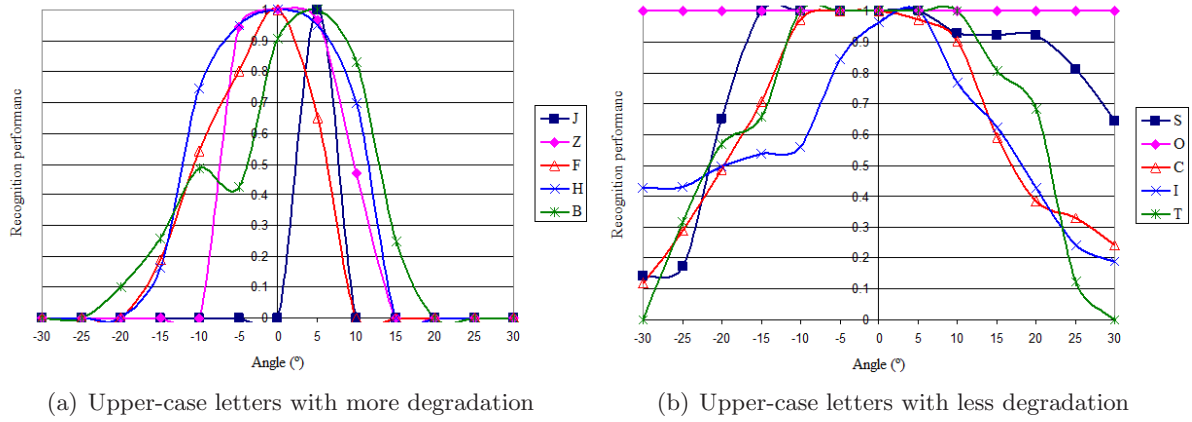 Recognition performanc
1
0.9
0.8
0.7
0.6
0.5
0.4
0.3
0.2
0.1
0
-30 -25 -20 -15 -10 -5 0 5 10 15 20 25 30
Angle (º)
J
Z
F
H
B
(a) Upper-case letters with more degradation
Recognition performanc
1
0.9
0.8
0.7
0.6
0.5
0.4
0.3
0.2
0.1
0
-30 -25 -20 -15 -10 -5 0 5 10 15 20 25 30
Angle (º)
S
O
C
I
T
(b) Upper-case letters with less degradation